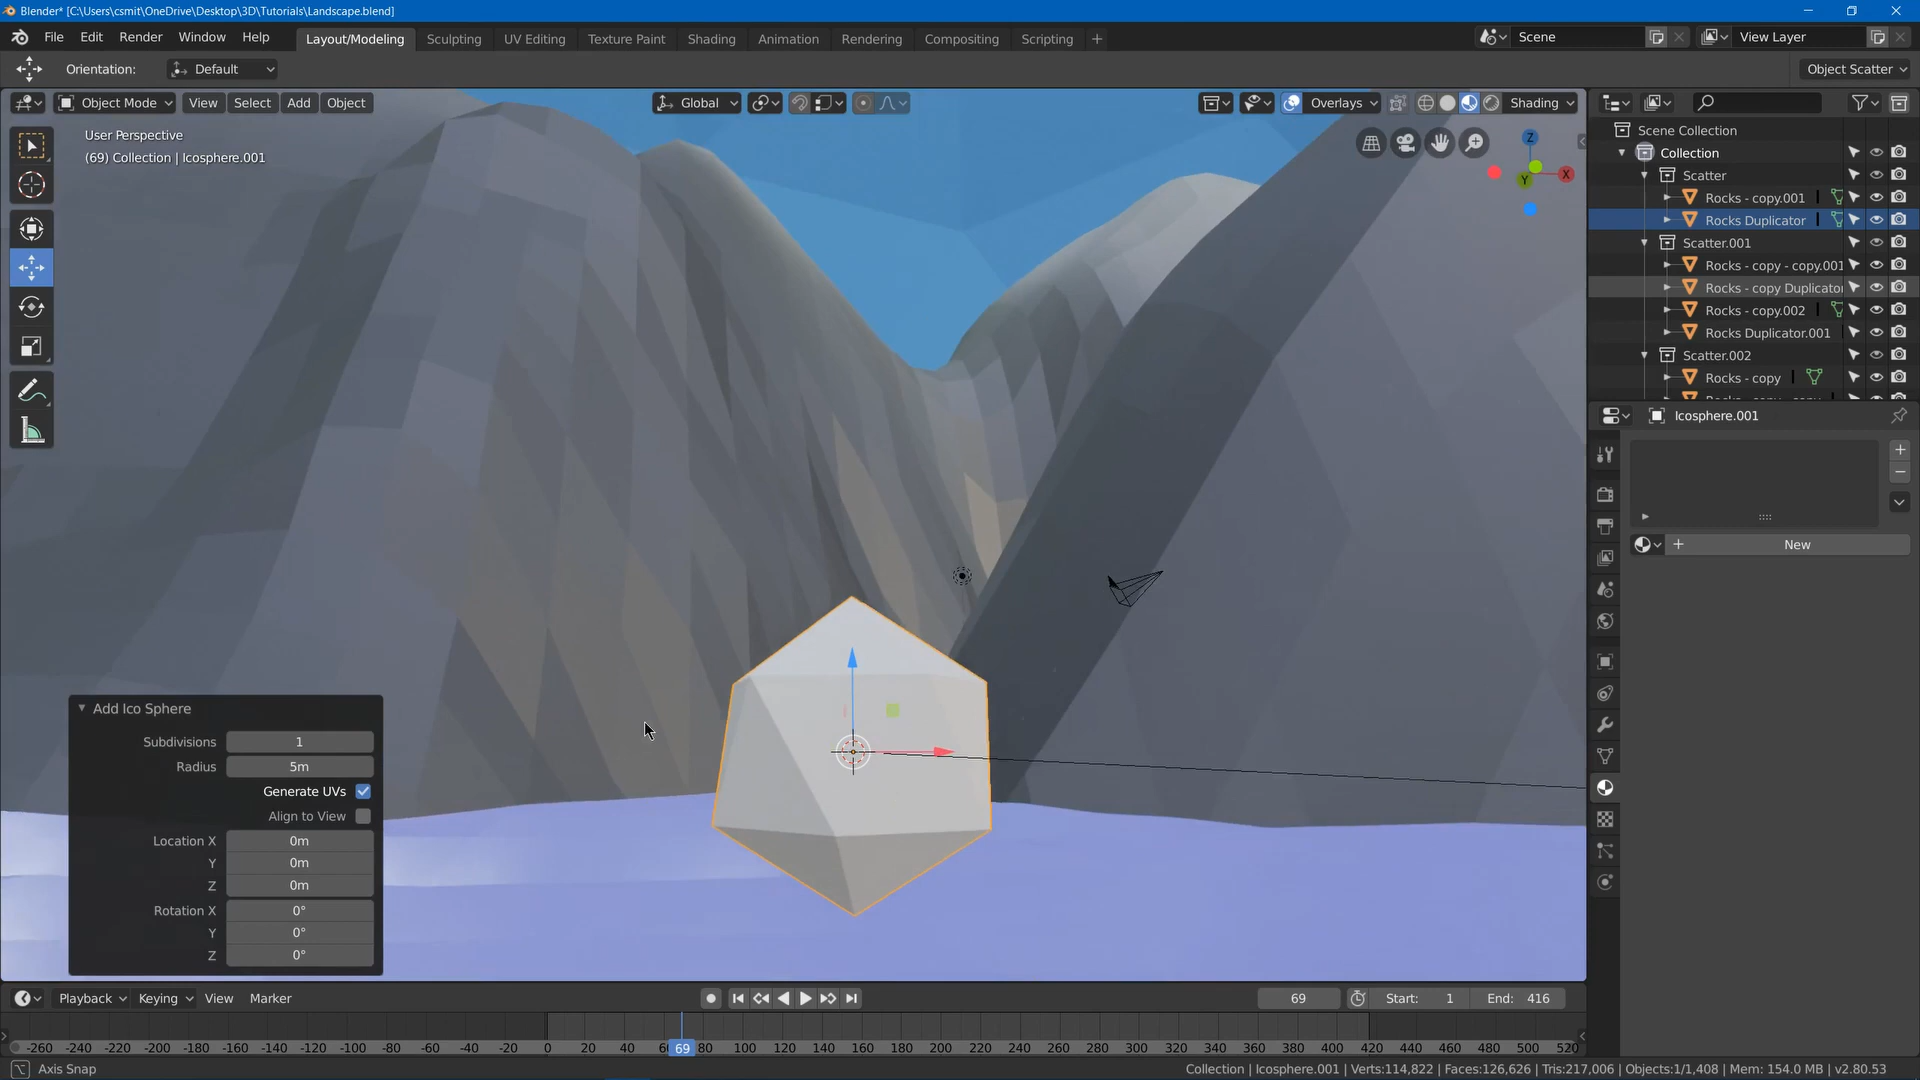 Blender* [C:\Users\csmit\OneDrive\Desktop\3D\Tutorials\Landscape.blend]
File Edit Render Window Help Layout/Modeling Sculpting UV Editing Texture Paint Shading Animation Rendering Compositing Scripting Scene View Layer
Orientation: Default Object Scatter
Object Mode View Select Add Object Global Overlays Shading
User Perspective
(69) Collection | Icosphere.001
Z
X
Y
Scene Collection
Collection
Scatter
Rocks - copy.001
Rocks Duplicator
Scatter.001
Rocks - copy - copy.001
Rocks - copy Duplicator
Rocks - copy.002
Rocks Duplicator.001
Scatter.002
Rocks - copy
Icosphere.001
New
Add Ico Sphere
Subdivisions 1
Radius 5m
Generate UVs
Align to View
Location X 0m
Y 0m
Z 0m
Rotation X 0°
Y 0°
Z 0°
Playback Keying View Marker 69 Start: 1 End: 416
-260 -240 -220 -200 -180 -160 -140 -120 -100 -80 -60 -40 -20 0 20 40 69 80 100 120 140 160 180 200 220 240 260 280 300 320 340 360 380 400 420 440 460 480 500 520
Axis Snap Collection | Icosphere.001 | Verts:114,822 | Faces:126,626 | Tris:217,006 | Objects:1/1,408 | Mem: 154.0 MB | v2.80.53